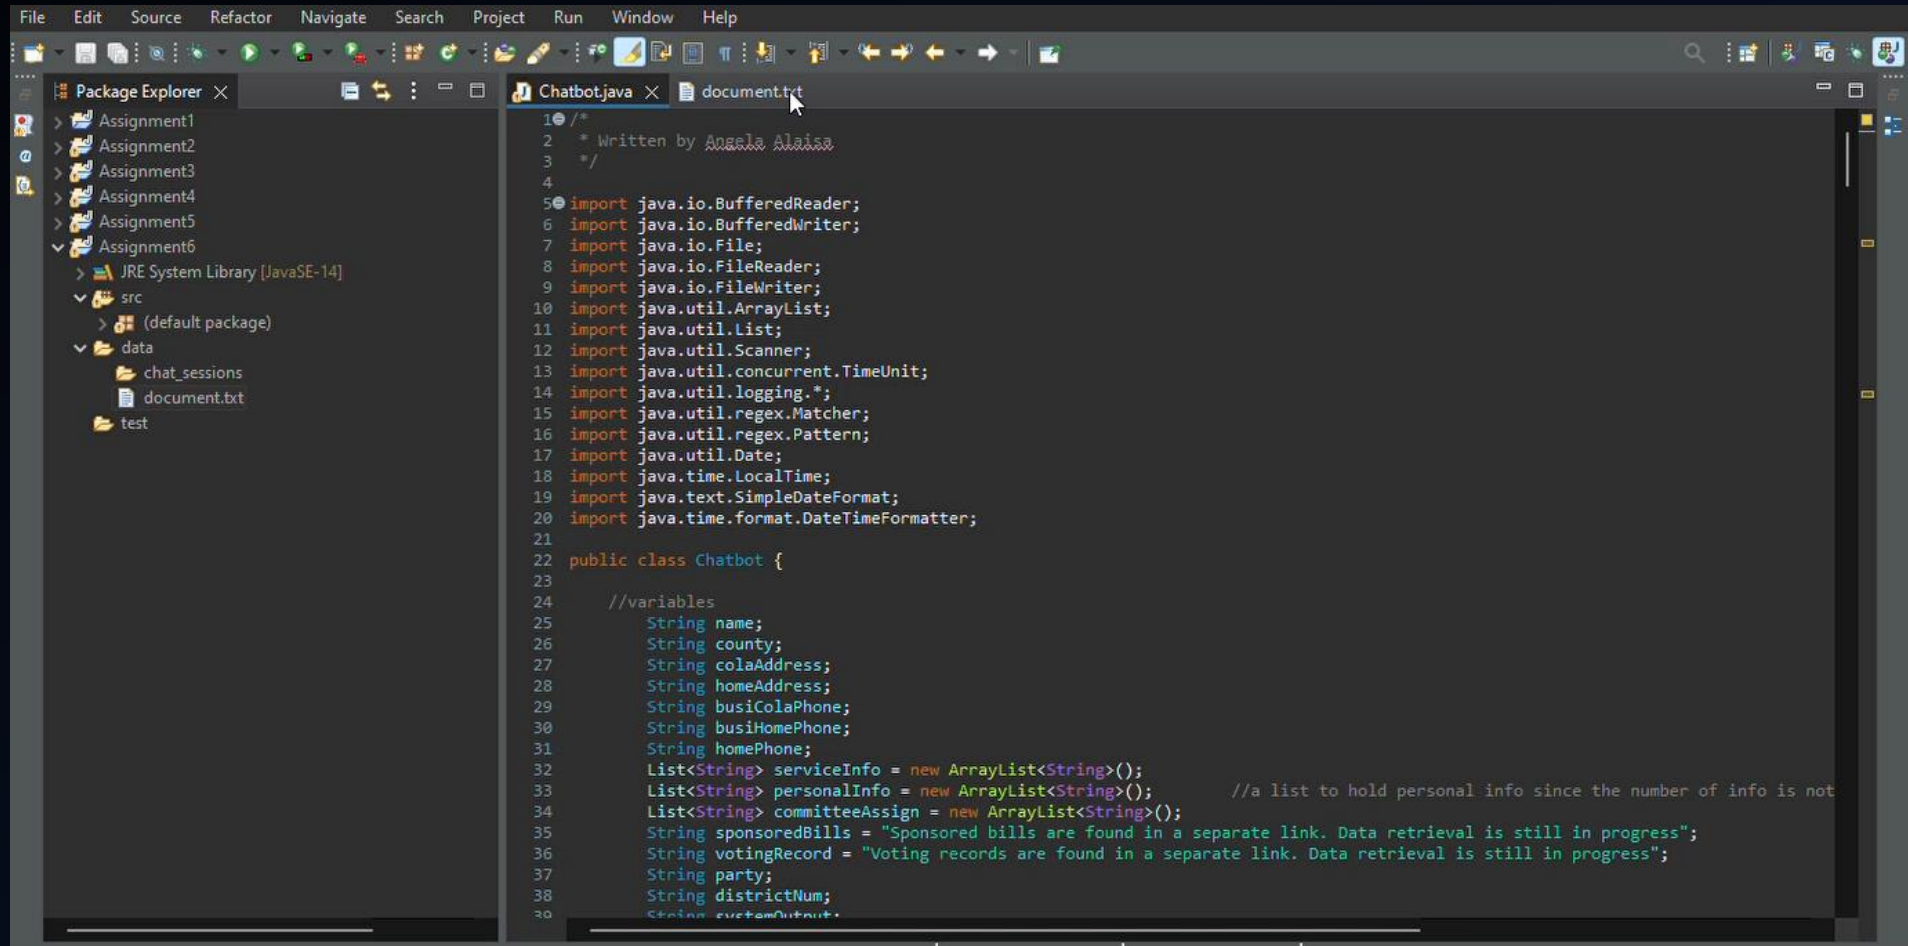 File Edit Source Refactor Navigate Search Project Run Window Help
Package Explorer
Assignment1
Assignment2
Assignment3
Assignment4
Assignment5
Assignment6
JRE System Library [JavaSE-14]
src
(default package)
data
chat_sessions
document.txt
test
Chatbot.java document.txt
1 /*
2 * Written by Angela Alaisa
3 */
4
5 import java.io.BufferedReader;
6 import java.io.BufferedWriter;
7 import java.io.File;
8 import java.io.FileReader;
9 import java.io.FileWriter;
10 import java.util.ArrayList;
11 import java.util.List;
12 import java.util.Scanner;
13 import java.util.concurrent.TimeUnit;
14 import java.util.logging.*;
15 import java.util.regex.Matcher;
16 import java.util.regex.Pattern;
17 import java.util.Date;
18 import java.time.LocalTime;
19 import java.text.SimpleDateFormat;
20 import java.time.format.DateTimeFormatter;
21
22 public class Chatbot {
23
24 //variables
25 String name;
26 String county;
27 String colaAddress;
28 String homeAddress;
29 String busiColaPhone;
30 String busiHomePhone;
31 String homePhone;
32 List<String> serviceInfo = new ArrayList<String>();
33 List<String> personalInfo = new ArrayList<String>(); //a list to hold personal info since the number of info is not
34 List<String> committeeAssign = new ArrayList<String>();
35 String sponsoredBills = "Sponsored bills are found in a separate link. Data retrieval is still in progress";
36 String votingRecord = "Voting records are found in a separate link. Data retrieval is still in progress";
37 String party;
38 String districtNum;
39 String systemOutput;